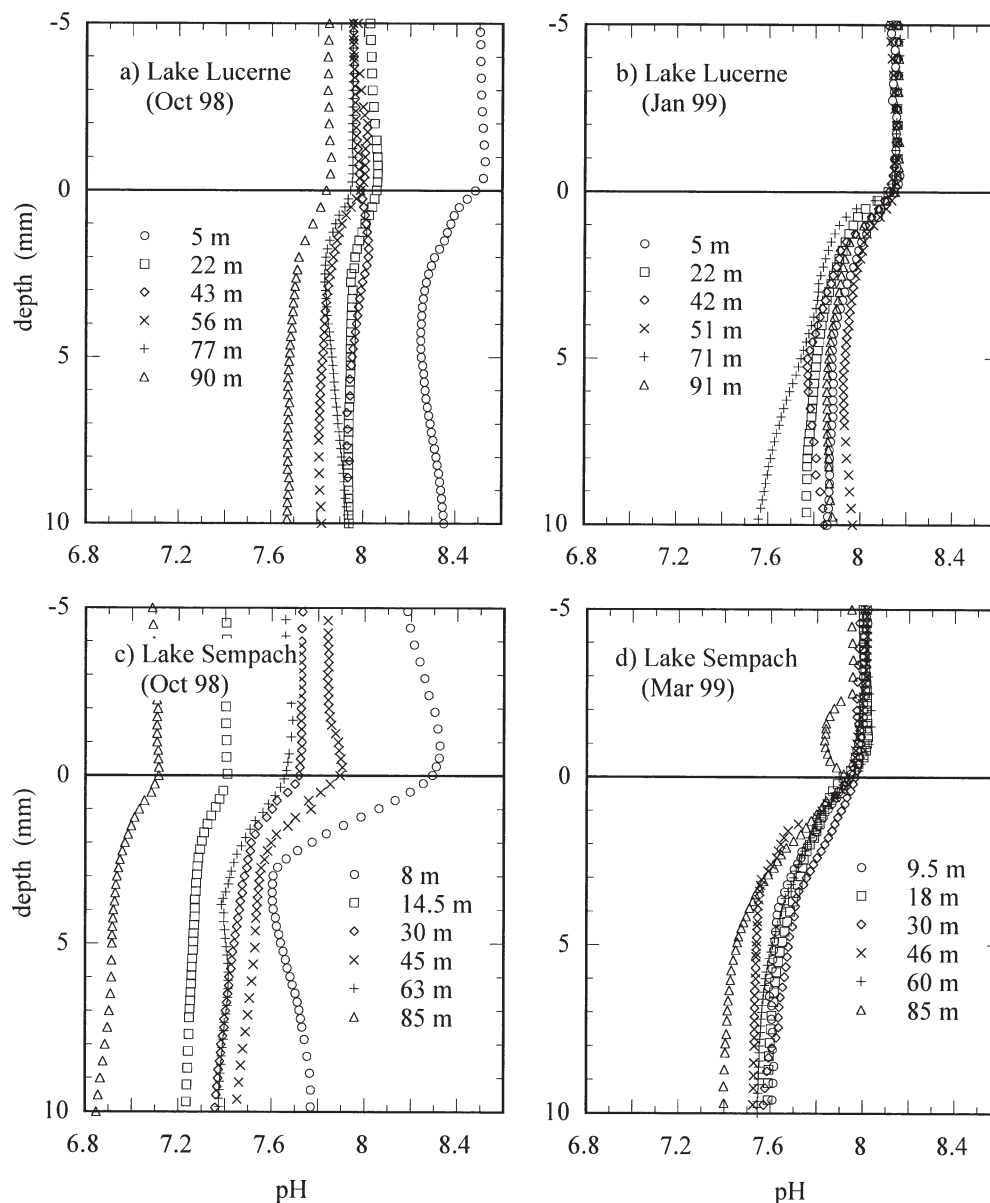 -5
0
5
10
depth (mm)
a) Lake Lucerne
(Oct 98)
5 m
22 m
43 m
56 m
77 m
90 m
6.8 7.2 7.6 8 8.4
-5
0
5
10
b) Lake Lucerne
(Jan 99)
5 m
22 m
42 m
51 m
71 m
91 m
6.8 7.2 7.6 8 8.4
-5
0
5
10
depth (mm)
c) Lake Sempach
(Oct 98)
8 m
14.5 m
30 m
45 m
63 m
85 m
6.8 7.2 7.6 8 8.4
pH
-5
0
5
10
d) Lake Sempach
(Mar 99)
9.5 m
18 m
30 m
46 m
60 m
85 m
6.8 7.2 7.6 8 8.4
pH